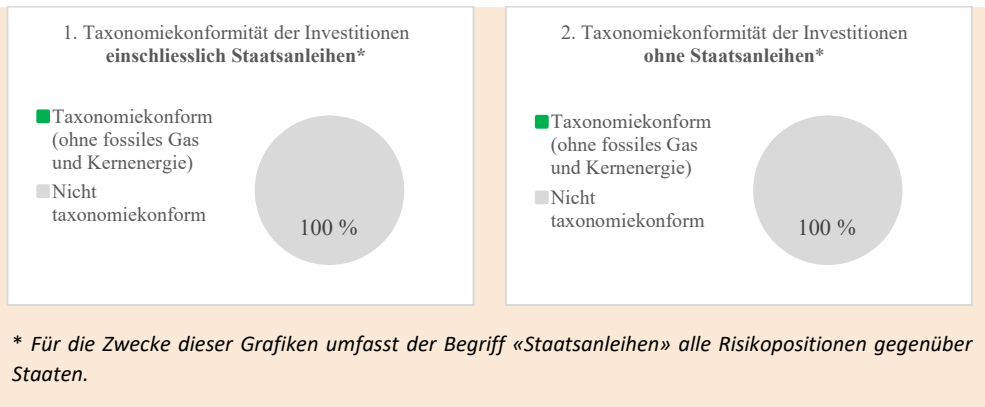 1. Taxonomiekonformität der Investitionen
einschliesslich Staatsanleihen*
Taxonomiekonform
(ohne fossiles Gas
und Kernenergie)
Nicht
taxonomiekonform
100 %
2. Taxonomiekonformität der Investitionen
ohne Staatsanleihen*
Taxonomiekonform
(ohne fossiles Gas
und Kernenergie)
Nicht
taxonomiekonform
100 %
* Für die Zwecke dieser Grafiken umfasst der Begriff «Staatsanleihen» alle Risikopositionen gegenüber
Staaten.